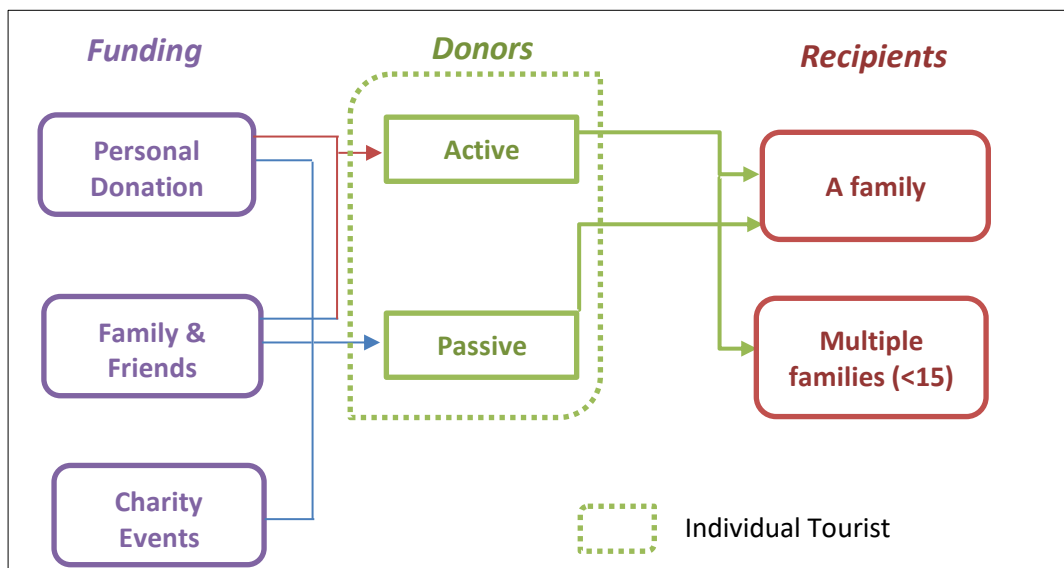 Funding
Donors
Recipients
Personal
Donation
Active
A family
Family &
Friends
Passive
Multiple
families (<15)
Charity
Events
Individual Tourist